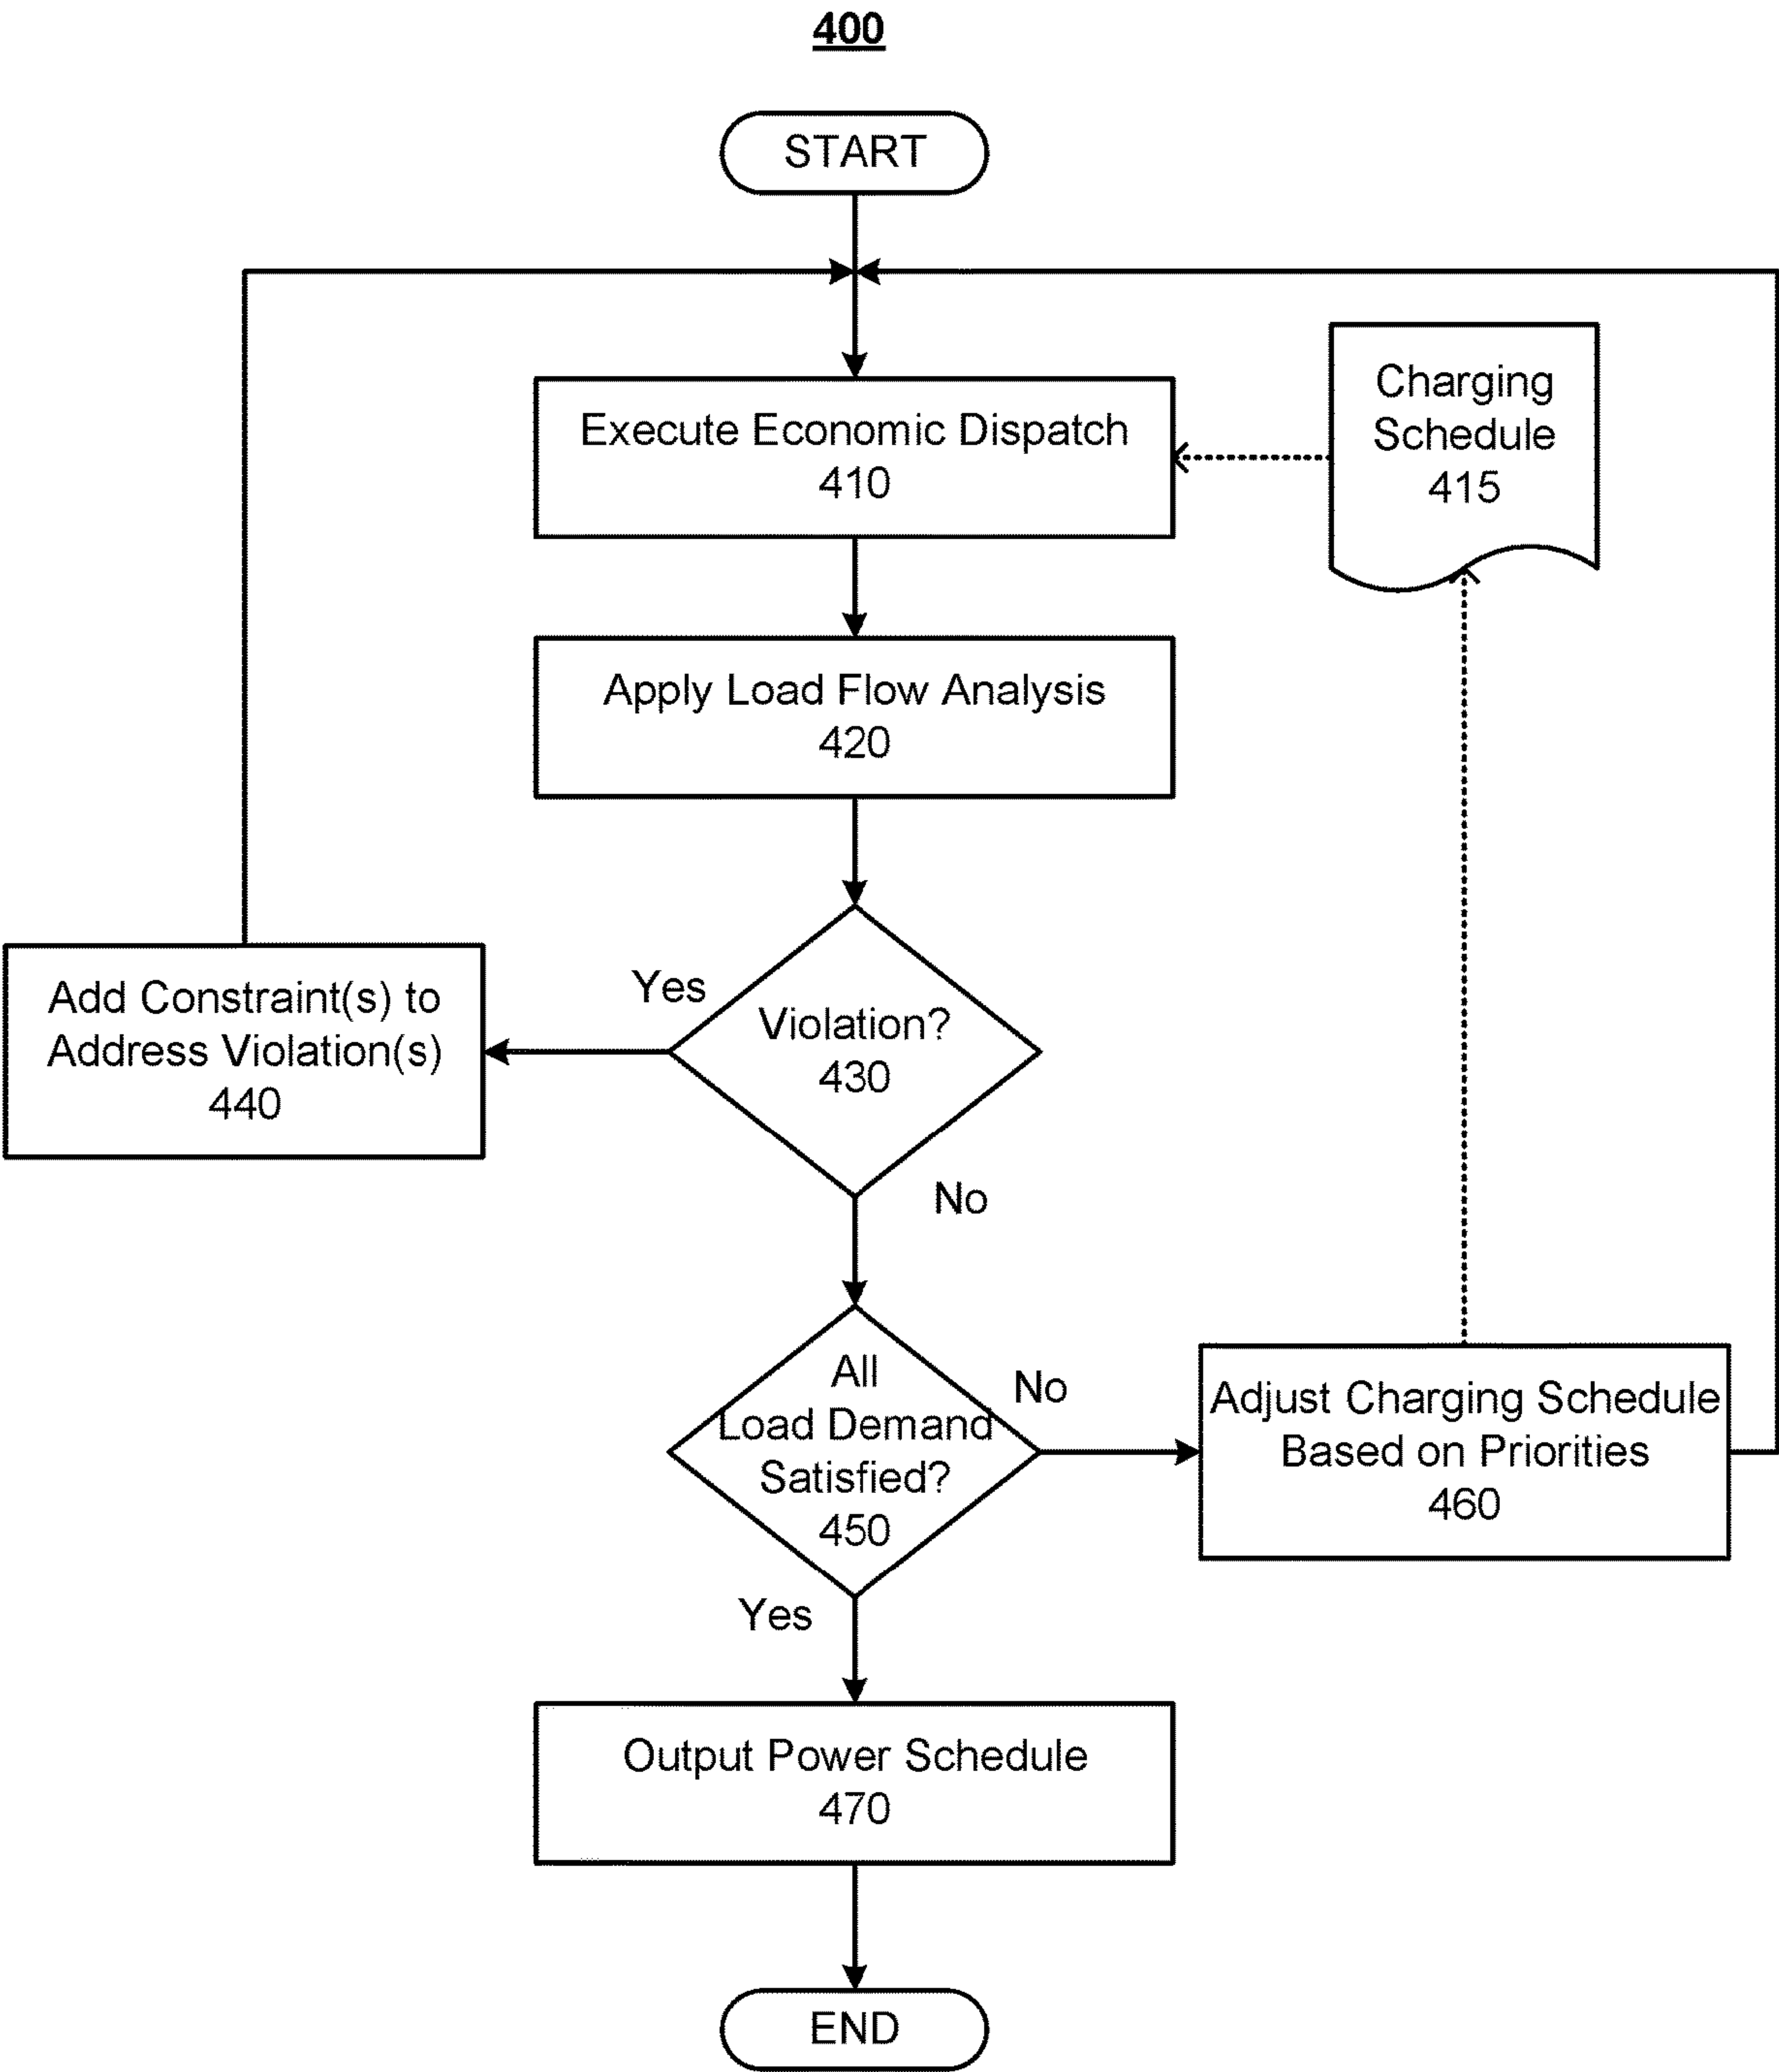 400
START
Execute Economic Dispatch
410
Charging
Schedule
415
Apply Load Flow Analysis
420
Yes
Violation?
430
Add Constraint(s) to
Address Violation(s)
440
No
All
Load Demand
Satisfied?
450
No
Adjust Charging Schedule
Based on Priorities
460
Yes
Output Power Schedule
470
END